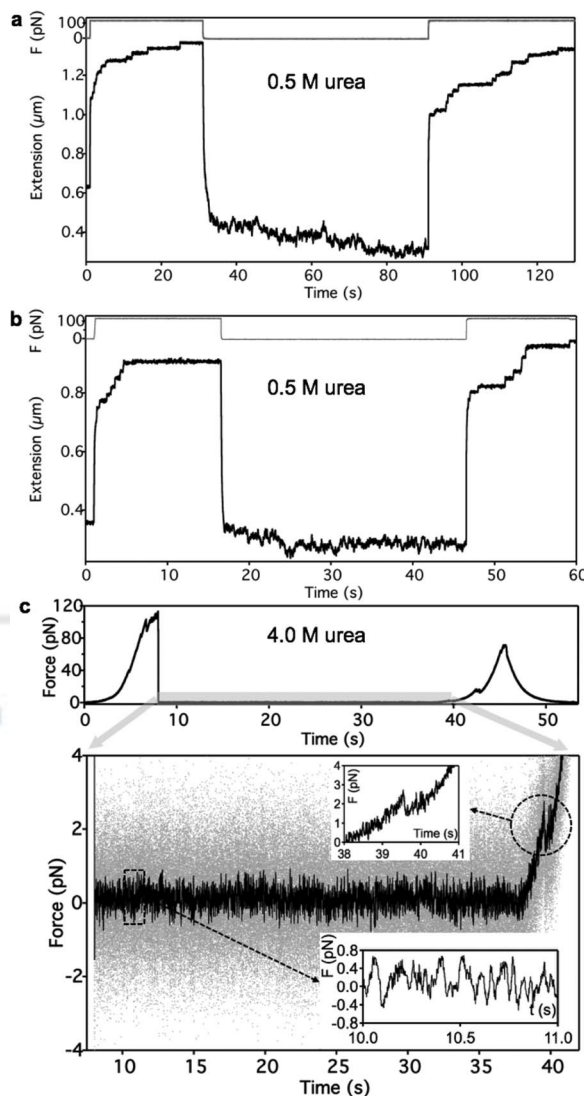 a
F (pN)
100
0
0.5 M urea
Extension (µm)
1.2
1.0
0.8
0.6
0.4
0 20 40 60 80 100 120
Time (s)
b
F (pN)
100
0
0.5 M urea
Extension (µm)
0.8
0.6
0.4
0 10 20 30 40 50 60
Time (s)
c
Force (pN)
120
80
40
0
4.0 M urea
0 10 20 30 40 50
Time (s)
Force (pN)
4
2
0
-2
-4
F (pN)
4
3
2
1
0
Time (s)
38 39 40 41
F (pN)
0.8
0.4
0.0
-0.4
-0.8
t (s)
10.0 10.5 11.0
10 15 20 25 30 35 40
Time (s)